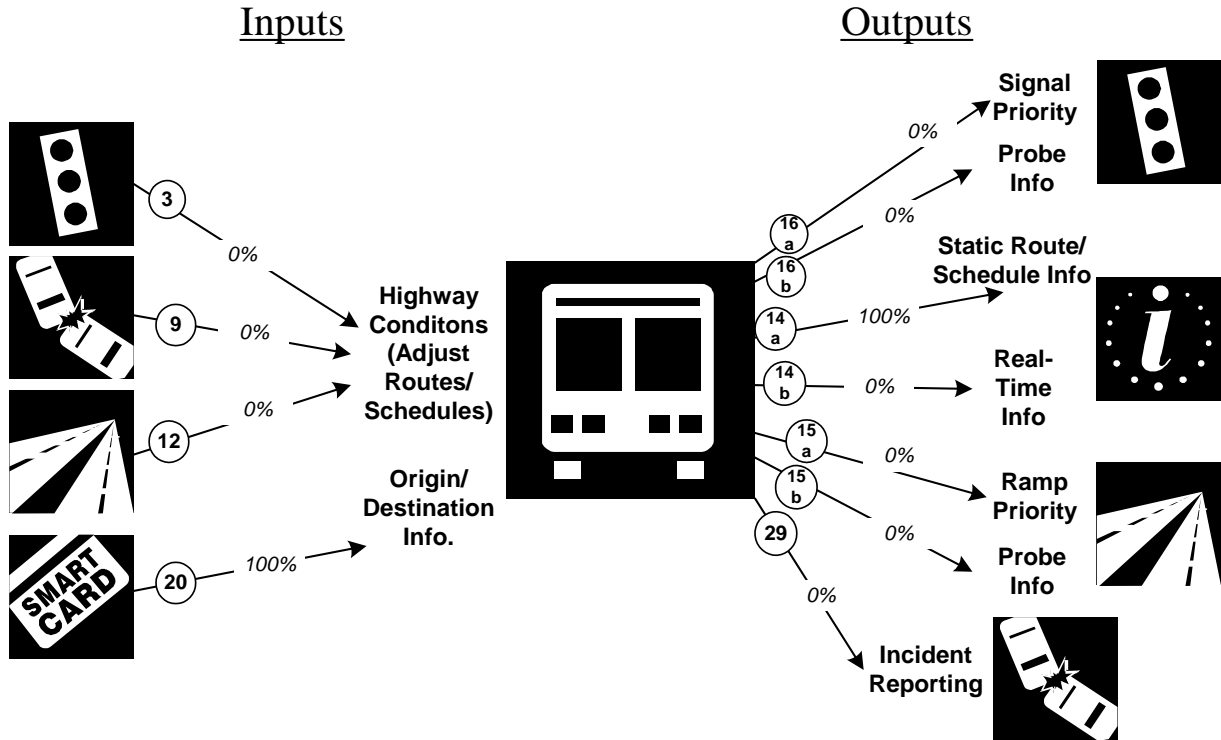 Inputs
Outputs
3
0%
9
0%
12
0%
20
100%
SMART
CARD
Highway
Conditons
(Adjust
Routes/
Schedules)
Origin/
Destination
Info.
16
a
0%
Signal
Priority
16
b
0%
Probe
Info
14
a
100%
Static Route/
Schedule Info
i
14
b
0%
Real-
Time
Info
15
a
0%
Ramp
Priority
15
b
0%
Probe
Info
29
0%
Incident
Reporting